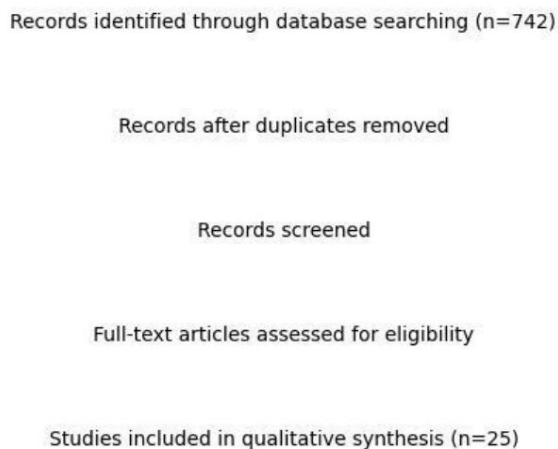 Records identified through database searching (n=742)
Records after duplicates removed
Records screened
Full-text articles assessed for eligibility
Studies included in qualitative synthesis (n=25)